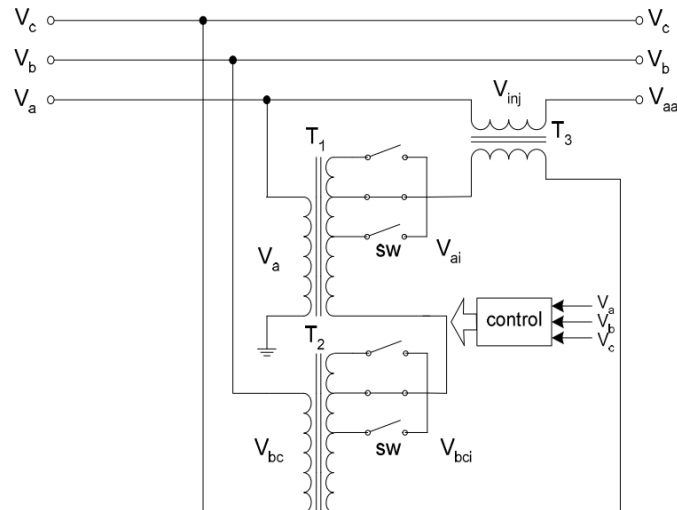 Vc Vc
Vb Vb
Va Vinj Vaa
T1 T3
sw
Va Vai
control Va
Vb
Vc
T2
sw
Vbc Vbci